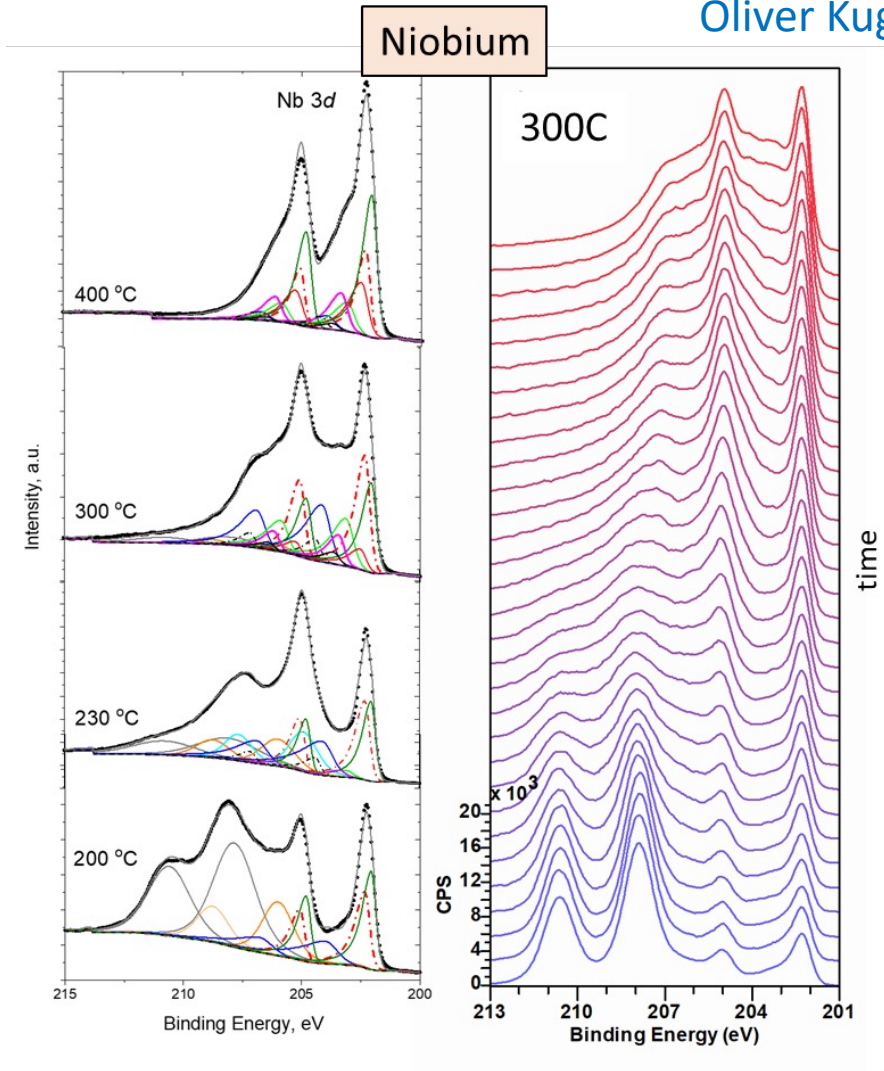 Oliver Kug
Niobium
Nb 3d
400 °C
300 °C
230 °C
200 °C
Intensity, a.u.
215 210 205 200
Binding Energy, eV
300C
time
x 10³
20
16
12
8
4
0
CPS
213 210 207 204 201
Binding Energy (eV)